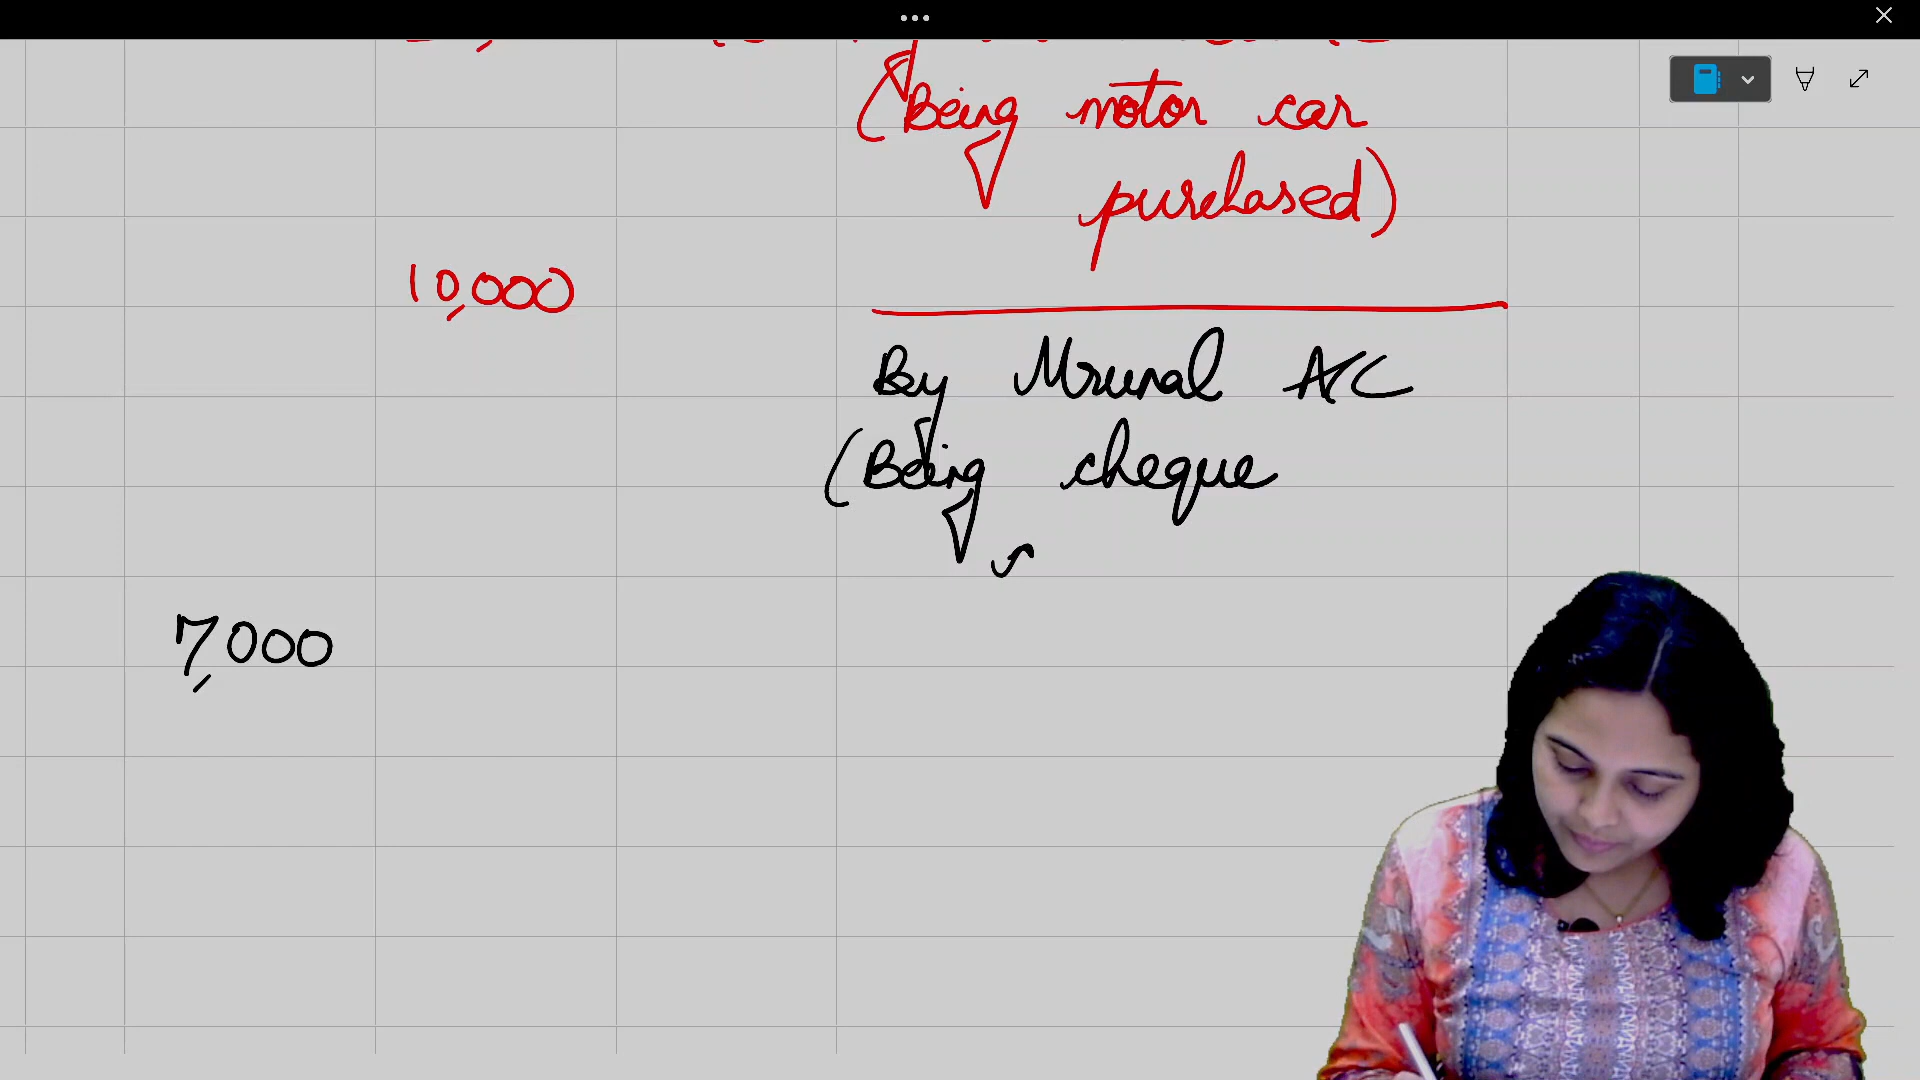 (Being motor car
purchased)
10,000
By Mrunal A/C
(Being cheque
7,000